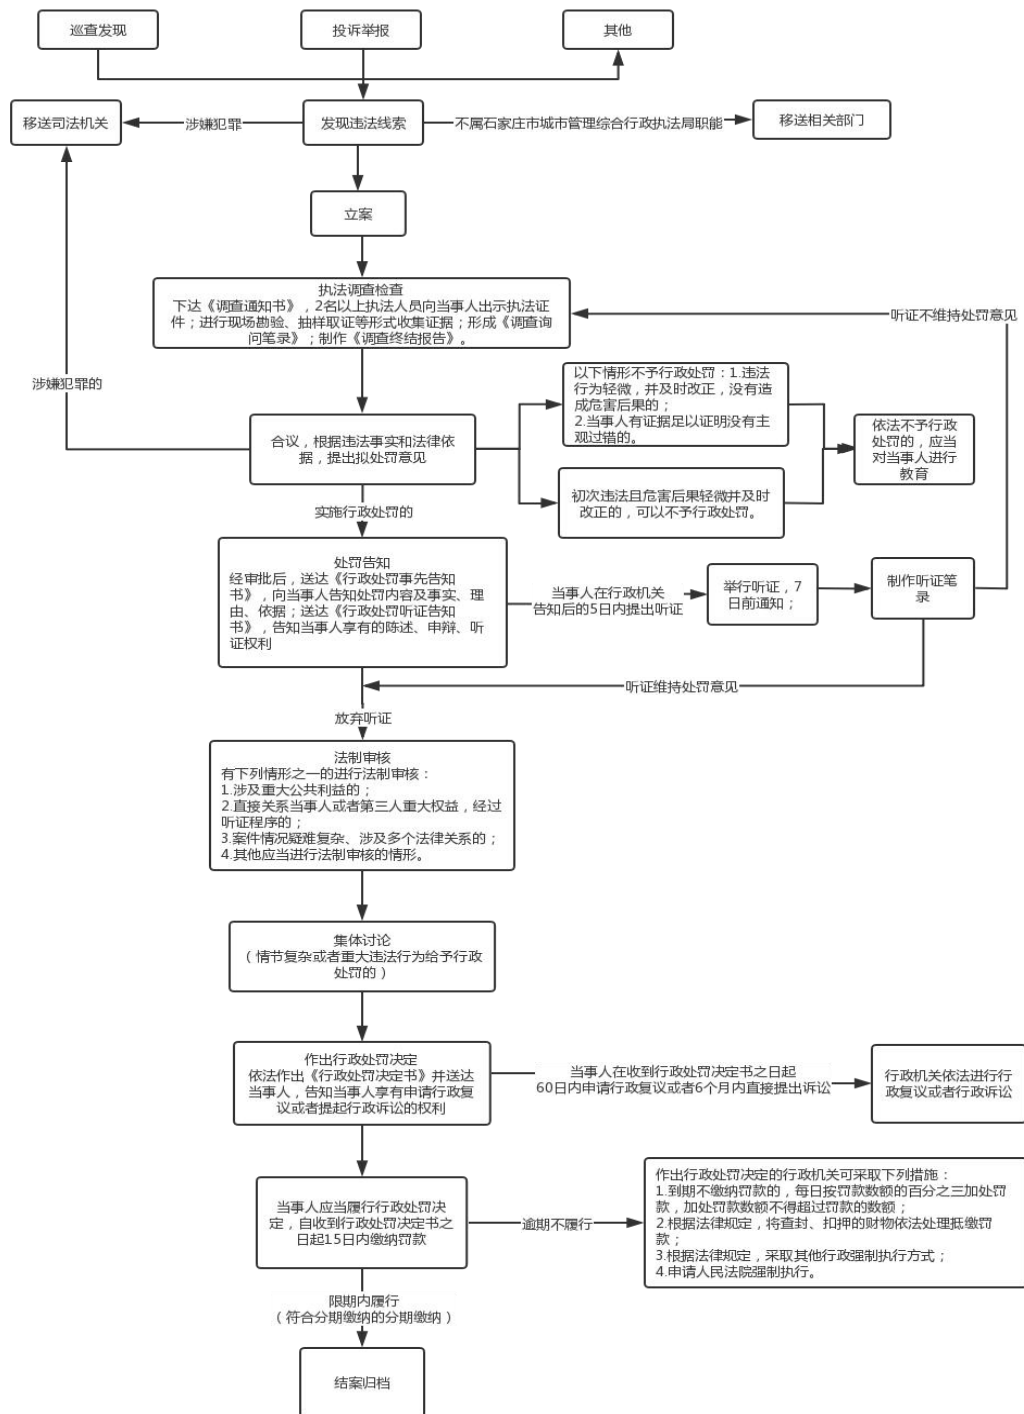 巡查发现
投诉举报
其他
移送司法机关
涉嫌犯罪
发现违法线索
不属石家庄市城市管理综合行政执法局职能
移送相关部门
立案
执法调查检查
下达《调查通知书》，2名以上执法人员向当事人出示执法证
件；进行现场勘验、抽样取证等形式收集证据；形成《调查询
问笔录》；制作《调查终结报告》。
听证不维持处罚意见
涉嫌犯罪的
合议，根据违法事实和法律依
据，提出拟处罚意见
以下情形不予行政处罚：1.违法
行为轻微，并及时改正，没有造
成危害后果的；
2.当事人有证据足以证明没有主
观过错的。
初次违法且危害后果轻微并及时
改正的，可以不予行政处罚。
依法不予行政
处罚的，应当
对当事人进行
教育
实施行政处罚的
处罚告知
经审批后，送达《行政处罚事先告知
书》，向当事人告知处罚内容及事实、理
由、依据；送达《行政处罚听证告知
书》，告知当事人享有的陈述、申辩、听
证权利
当事人在行政机关
告知后的5日内提出听证
举行听证，7
日前通知；
制作听证笔
录
听证维持处罚意见
放弃听证
法制审核
有下列情形之一的进行法制审核：
1.涉及重大公共利益的；
2.直接关系当事人或者第三人重大权益，经过
听证程序的；
3.案件情况疑难复杂、涉及多个法律关系的；
4.其他应当进行法制审核的情形。
集体讨论
（情节复杂或者重大违法行为给予行政
处罚的）
作出行政处罚决定
依法作出《行政处罚决定书》并送达
当事人，告知当事人享有申请行政复
议或者提起行政诉讼的权利
当事人在收到行政处罚决定书之日起
60日内申请行政复议或者6个月内直接提出诉讼
行政机关依法进行行
政复议或者行政诉讼
当事人应当履行行政处罚决
定，自收到行政处罚决定书之
日起15日内缴纳罚款
逾期不履行
作出行政处罚决定的行政机关可采取下列措施：
1.到期不缴纳罚款的，每日按罚款数额的百分之三加处罚
款，加处罚款数额不得超过罚款的数额；
2.根据法律规定，将查封、扣押的财物依法处理抵缴罚
款；
3.根据法律规定，采取其他行政强制执行方式；
4.申请人民法院强制执行。
限期内履行
（符合分期缴纳的分期缴纳）
结案归档